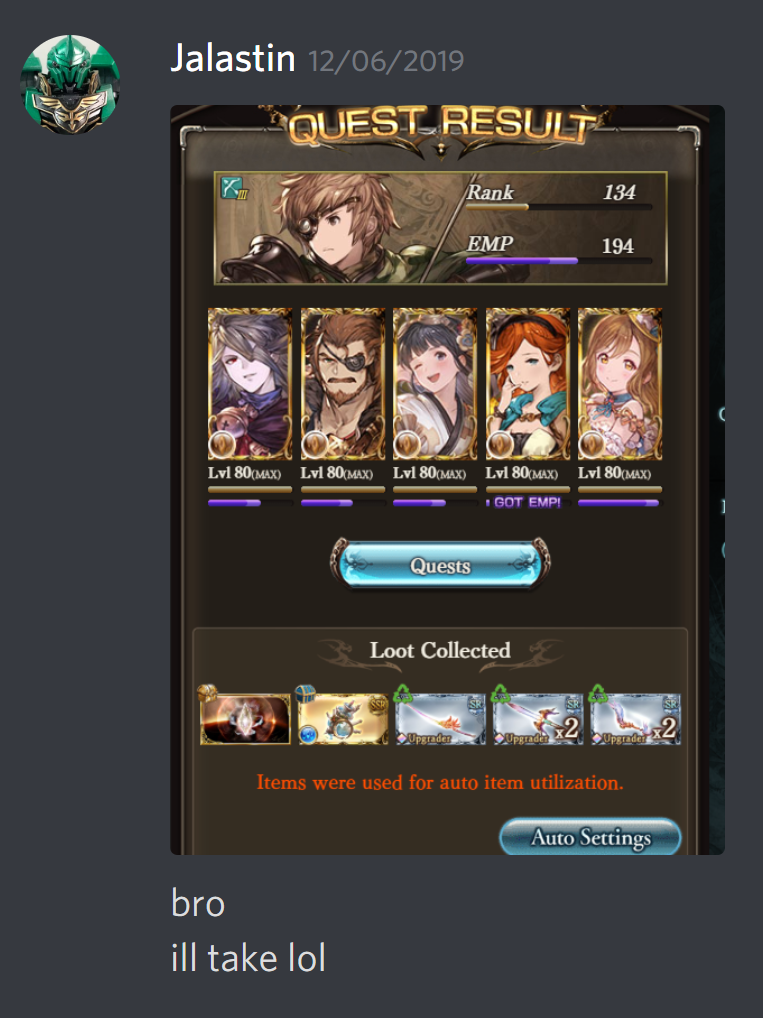 Jalastin 12/06/2019
QUEST RESULT
III
Rank 134
EMP 194
Lvl 80(MAX) Lvl 80(MAX) Lvl 80(MAX) Lvl 80(MAX) Lvl 80(MAX)
GOT EMP!
Quests
Loot Collected
SSR SR SR SR
Upgrader Upgrader x2 Upgrader x2
Items were used for auto item utilization.
Auto Settings
bro
ill take lol